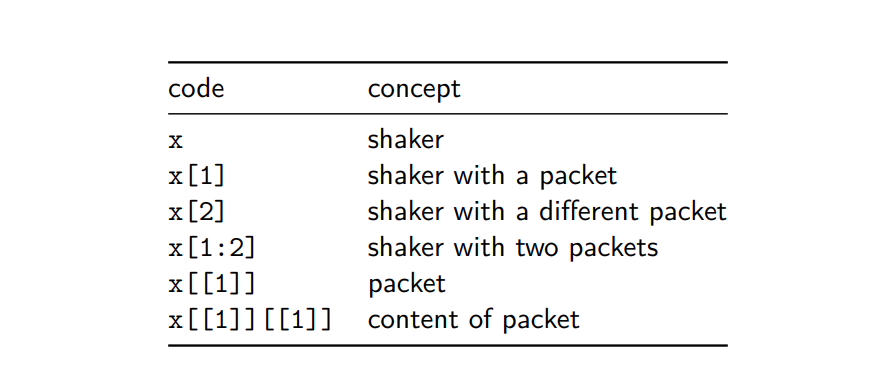 code concept
x shaker
x[1] shaker with a packet
x[2] shaker with a different packet
x[1:2] shaker with two packets
x[[1]] packet
x[[1]][[1]] content of packet